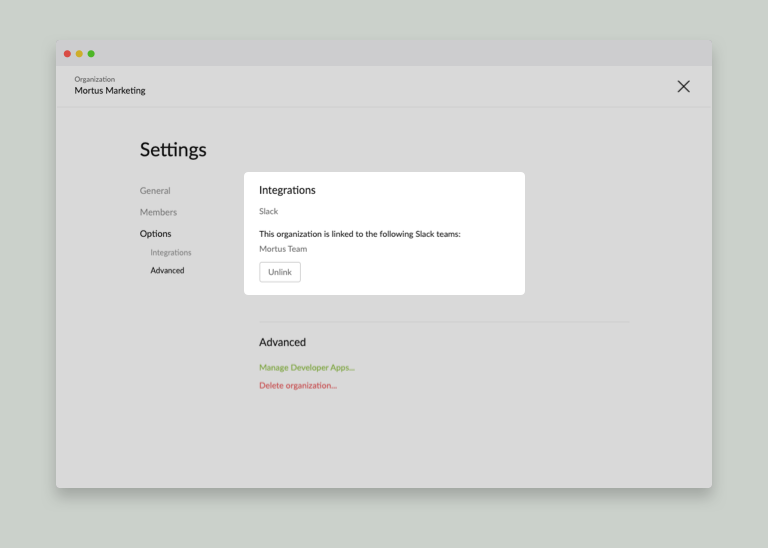 Organization
Mortus Marketing
Settings
General
Members
Options
Integrations
Advanced
Integrations
Slack
This organization is linked to the following Slack teams:
Mortus Team
Unlink
Advanced
Manage Developer Apps...
Delete organization...